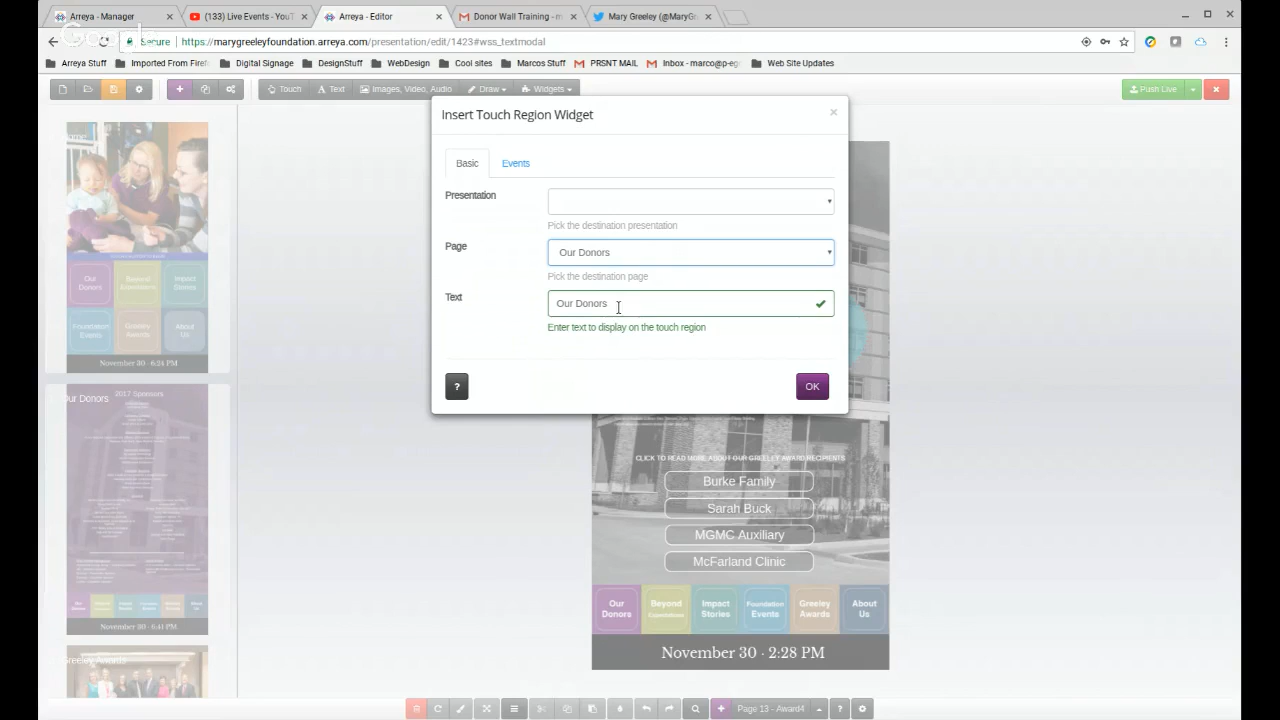 Arreya - Manager
(133) Live Events - YouT
Arreya - Editor
Donor Wall Training - m
Mary Greeley (@MaryG
Google
Secure
https://marygreeleyfoundation.arreya.com/presentation/edit/1423#wss_textmodal
Arreya Stuff
Imported From Firef
Digital Signage
DesignStuff
WebDesign
Cool sites
Marcos Stuff
PRSNT MAIL
Inbox - marco@p-eg
Web Site Updates
Touch
Text
Images, Video, Audio
Draw
Widgets
Push Live
Insert Touch Region Widget
Basic
Events
Presentation
Pick the destination presentation
Page
Our Donors
Pick the destination page
Text
Our Donors
Enter text to display on the touch region
?
OK
Our Donors
Beyond Expectations
Impact Stories
Foundation Events
Greeley Awards
About Us
November 30 - 6:24 PM
Our Donors
2017 Sponsors
November 30 - 6:41 PM
Greeley Awards
CLICK TO READ MORE ABOUT OUR GREELEY AWARD RECIPIENTS
Burke Family
Sarah Buck
MGMC Auxiliary
McFarland Clinic
Our Donors
Beyond Expectations
Impact Stories
Foundation Events
Greeley Awards
About Us
November 30 · 2:28 PM
Page 13 - Award4
?